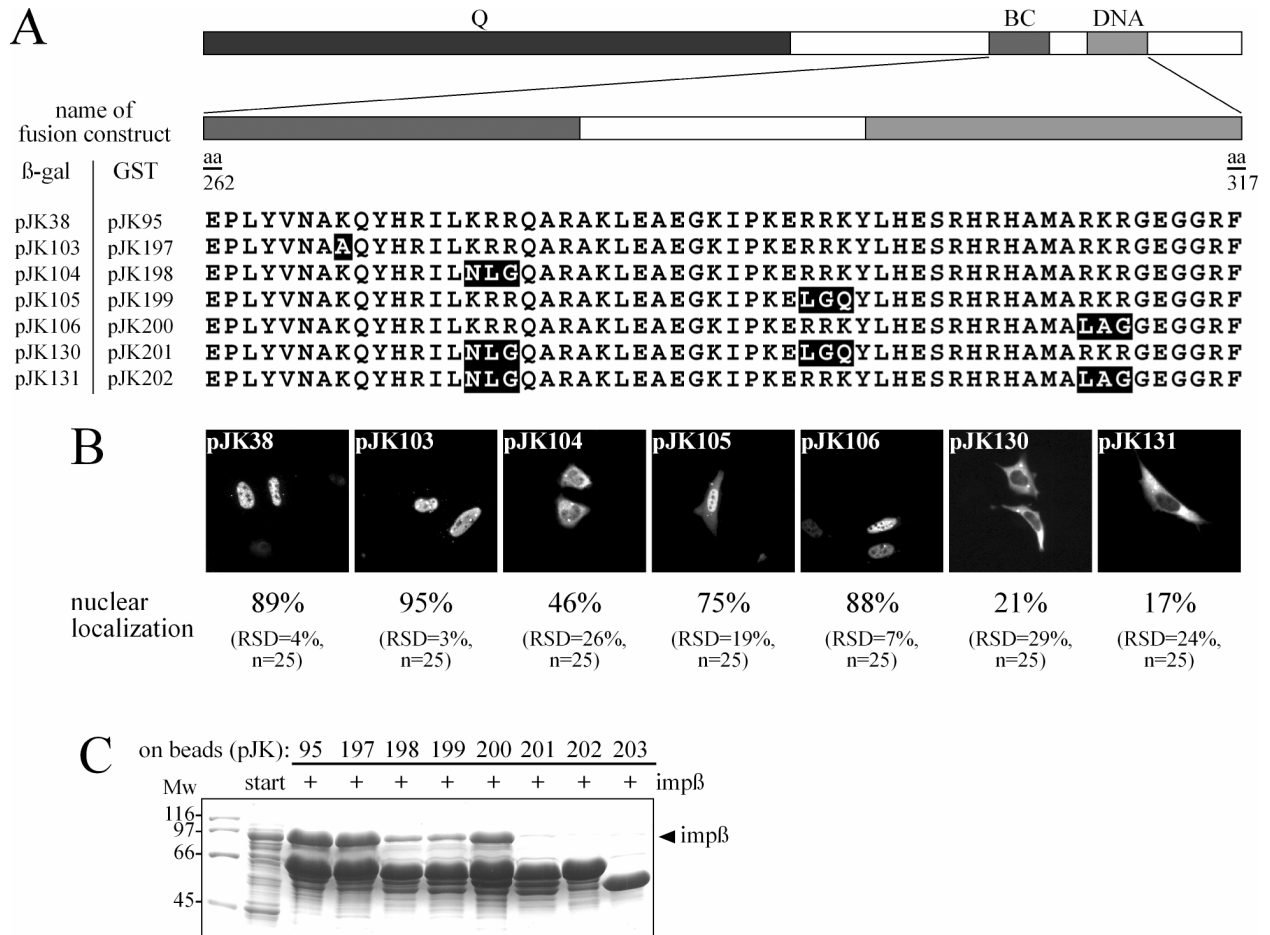 A
Q
BC
DNA
name of
fusion construct
ß-gal
GST
aa
262
aa
317
pJK38 pJK95 EPLYVNAKQYHRILKRRQARAKLEAEGKIPKERRKYLHESRHRHAMARKRGEGGRF
pJK103 pJK197 EPLYVNAAQYHRILKRRQARAKLEAEGKIPKERRKYLHESRHRHAMARKRGEGGRF
pJK104 pJK198 EPLYVNAKQYHRILNLGQARAKLEAEGKIPKERRKYLHESRHRHAMARKRGEGGRF
pJK105 pJK199 EPLYVNAKQYHRILKRRQARAKLEAEGKIPKELGQYLHESRHRHAMARKRGEGGRF
pJK106 pJK200 EPLYVNAKQYHRILKRRQARAKLEAEGKIPKERRKYLHESRHRHAMALAGGEGGRF
pJK130 pJK201 EPLYVNAKQYHRILNLGQARAKLEAEGKIPKELGQYLHESRHRHAMARKRGEGGRF
pJK131 pJK202 EPLYVNAKQYHRILNLGQARAKLEAEGKIPKERRKYLHESRHRHAMALAGGEGGRF
B
pJK38 pJK103 pJK104 pJK105 pJK106 pJK130 pJK131
nuclear
localization
89% 95% 46% 75% 88% 21% 17%
(RSD=4%, (RSD=3%, (RSD=26%, (RSD=19%, (RSD=7%, (RSD=29%, (RSD=24%,
n=25) n=25) n=25) n=25) n=25) n=25) n=25)
C
on beads (pJK): 95 197 198 199 200 201 202 203
Mw start + + + + + + + + impß
116-
97-
impß
66-
45-